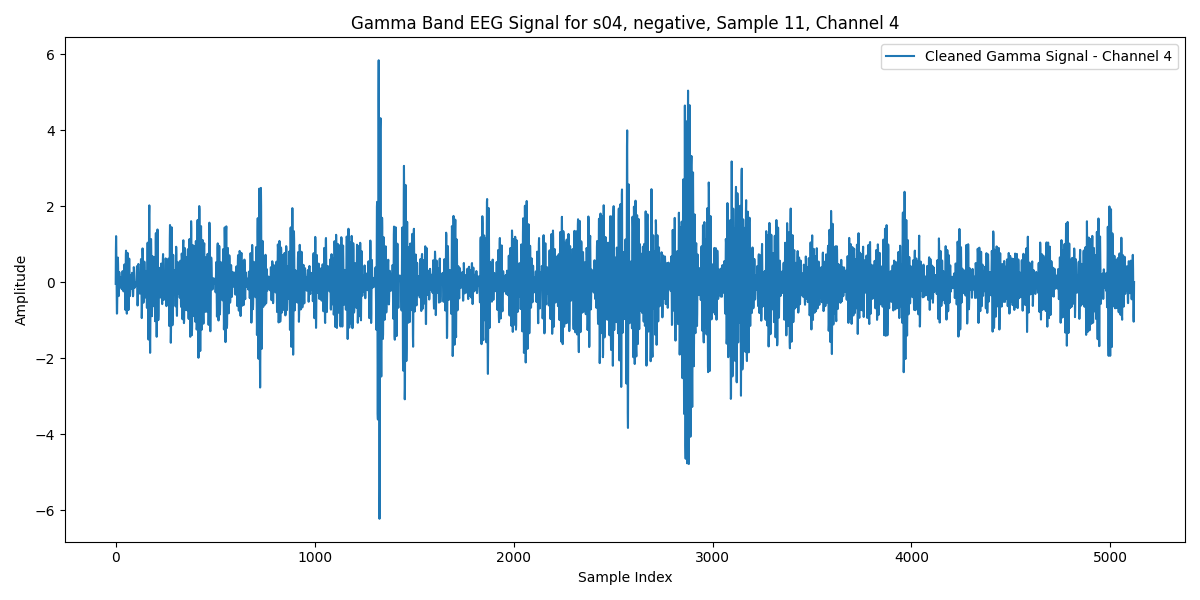 Gamma Band EEG Signal for s04, negative, Sample 11, Channel 4
Cleaned Gamma Signal - Channel 4
Amplitude
6
4
2
0
−2
−4
−6
0 1000 2000 3000 4000 5000
Sample Index